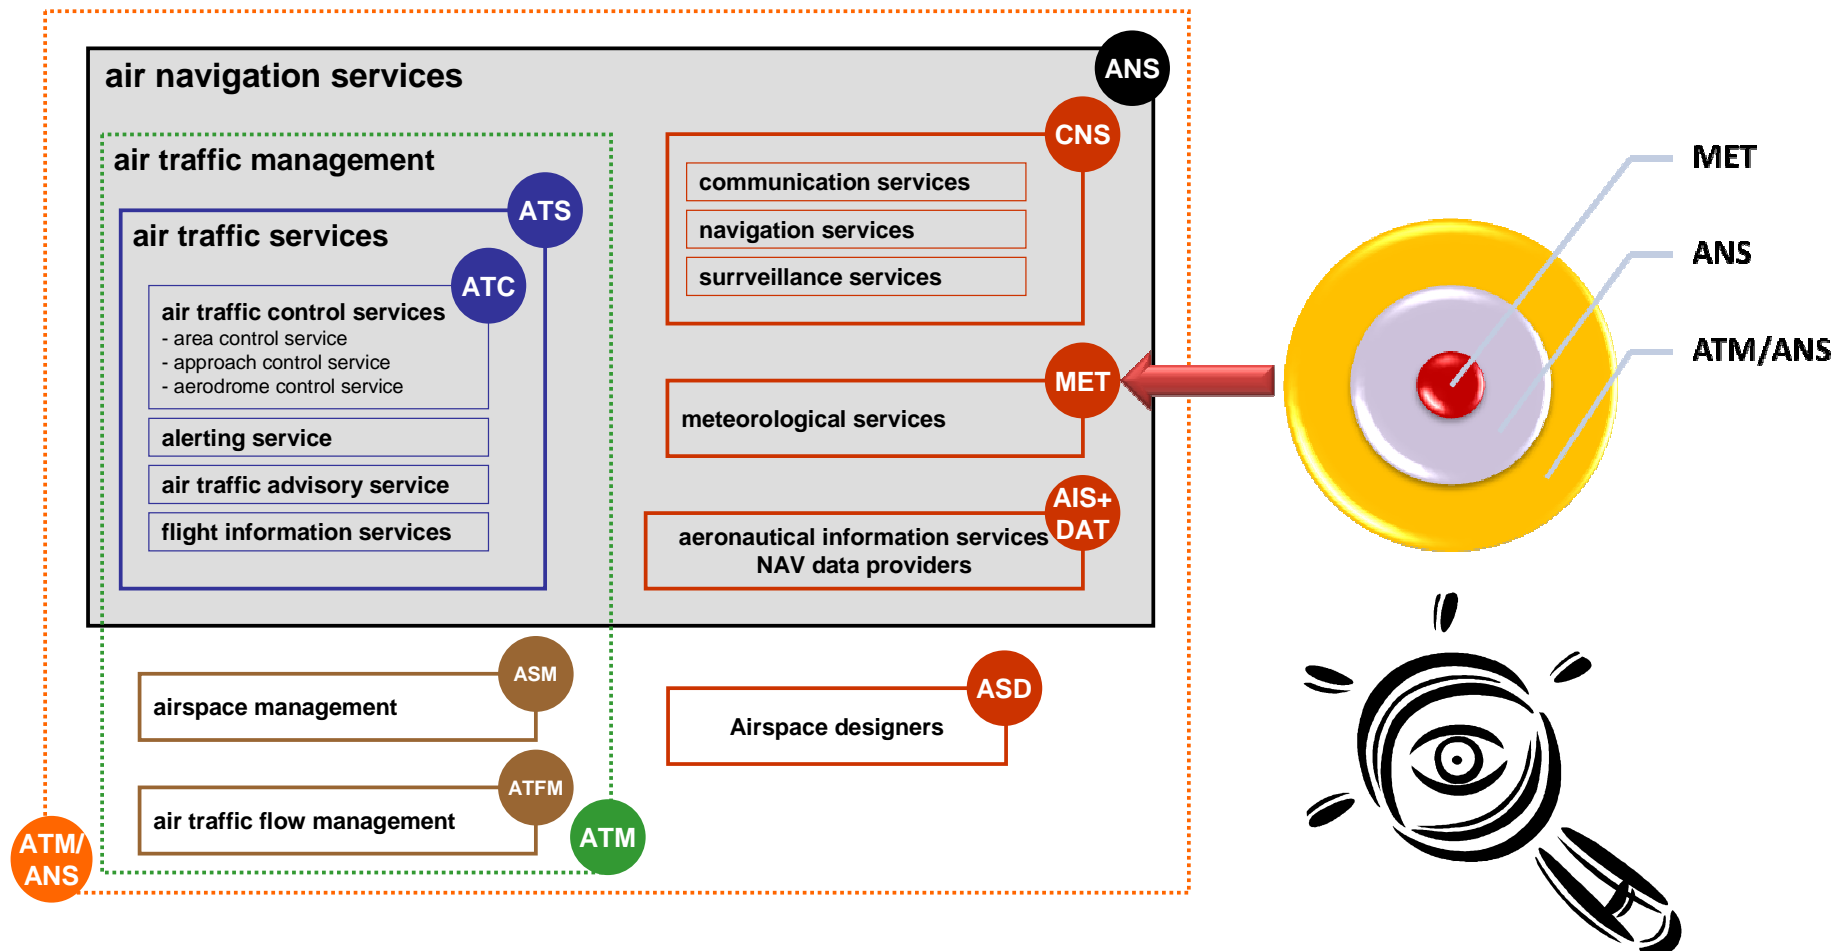 air navigation services
ANS
air traffic management
CNS
communication services
navigation services
surrveillance services
ATS
air traffic services
ATC
air traffic control services
- area control service
- approach control service
- aerodrome control service
alerting service
air traffic advisory service
flight information services
MET
meteorological services
AIS+
DAT
aeronautical information services
NAV data providers
ASM
airspace management
ATFM
air traffic flow management
ATM
ASD
Airspace designers
ATM/
ANS
MET
ANS
ATM/ANS